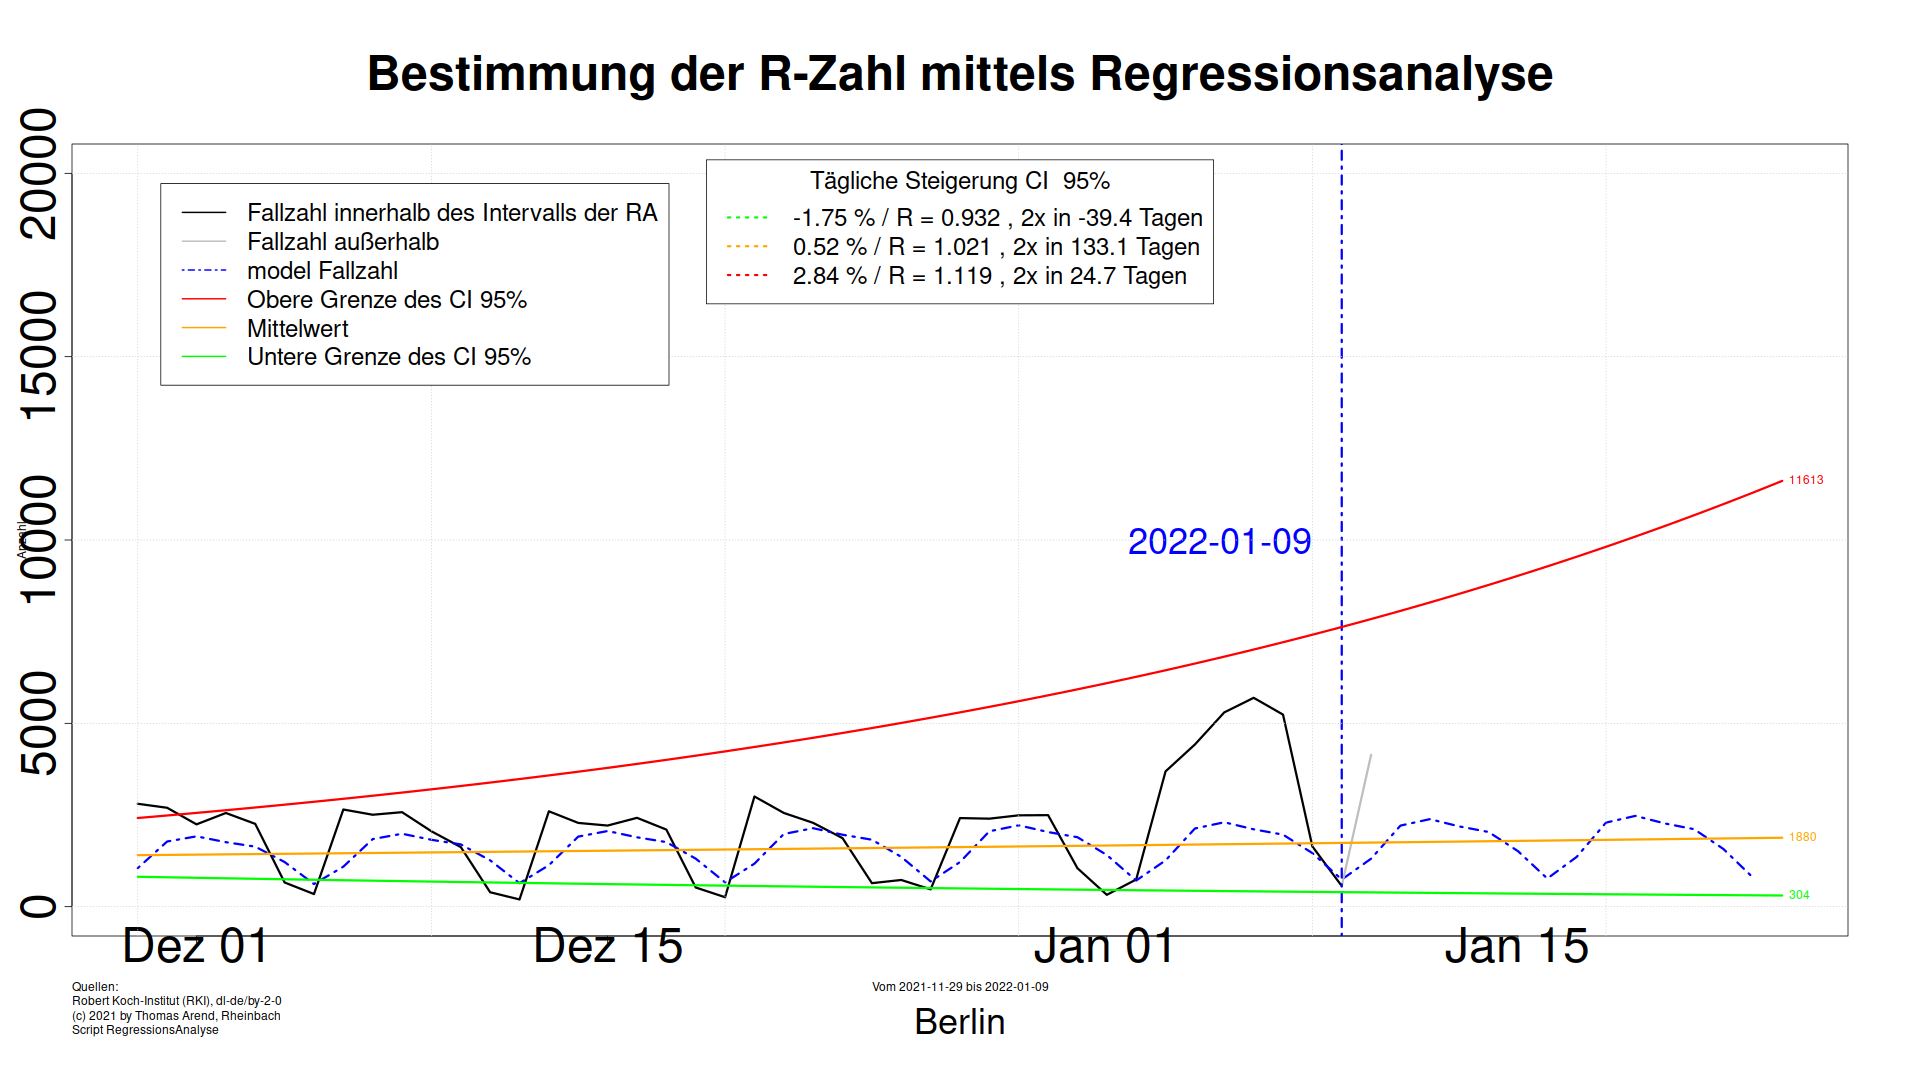 Bestimmung der R-Zahl mittels Regressionsanalyse
Anzahl
20000
15000
10000
5000
0
Fallzahl innerhalb des Intervalls der RA
Fallzahl außerhalb
model Fallzahl
Obere Grenze des CI 95%
Mittelwert
Untere Grenze des CI 95%
Tägliche Steigerung CI 95%
-1.75 % / R = 0.932 , 2x in -39.4 Tagen
0.52 % / R = 1.021 , 2x in 133.1 Tagen
2.84 % / R = 1.119 , 2x in 24.7 Tagen
2022-01-09
11613
1880
304
Dez 01
Dez 15
Jan 01
Jan 15
Quellen:
Robert Koch-Institut (RKI), dl-de/by-2-0
(c) 2021 by Thomas Arend, Rheinbach
Script RegressionsAnalyse
Vom 2021-11-29 bis 2022-01-09
Berlin